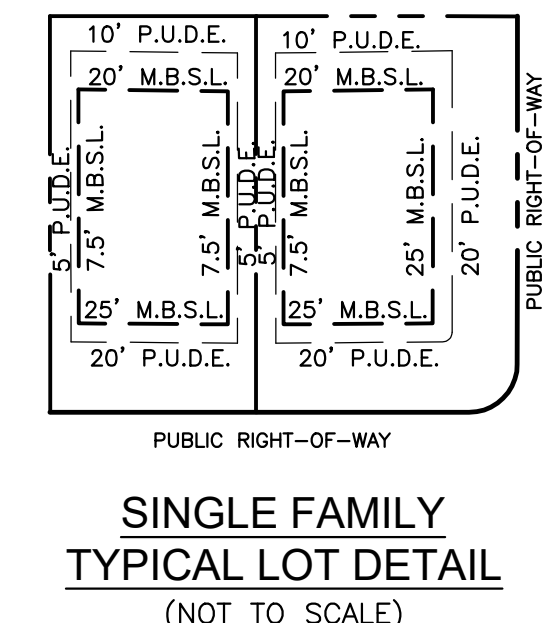 10' P.U.D.E.
20' M.B.S.L.
5' P.U.D.E.
7.5' M.B.S.L.
7.5' M.B.S.L.
5' P.U.D.E.
25' M.B.S.L.
20' P.U.D.E.
10' P.U.D.E.
20' M.B.S.L.
5' P.U.D.E.
7.5' M.B.S.L.
25' M.B.S.L.
20' P.U.D.E.
25' M.B.S.L.
20' P.U.D.E.
PUBLIC RIGHT-OF-WAY
PUBLIC RIGHT-OF-WAY
SINGLE FAMILY
TYPICAL LOT DETAIL
(NOT TO SCALE)